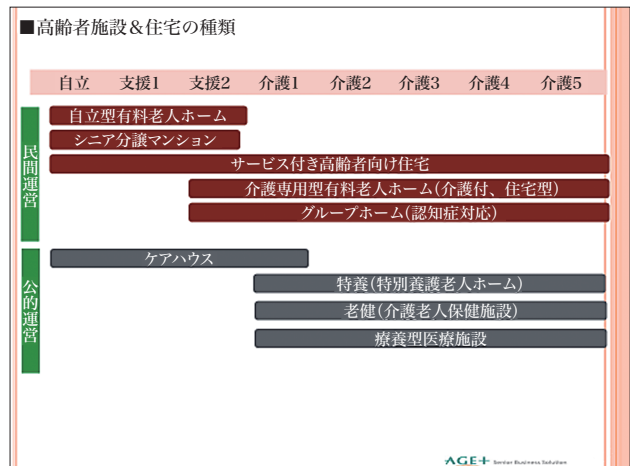 ■高齢者施設&住宅の種類
自立 支援1 支援2 介護1 介護2 介護3 介護4 介護5
民間運営
自立型有料老人ホーム
シニア分譲マンション
サービス付き高齢者向け住宅
介護専用型有料老人ホーム(介護付、住宅型)
グループホーム(認知症対応)
公的運営
ケアハウス
特養(特別養護老人ホーム)
老健(介護老人保健施設)
療養型医療施設
AGE+ Senior Business Solution